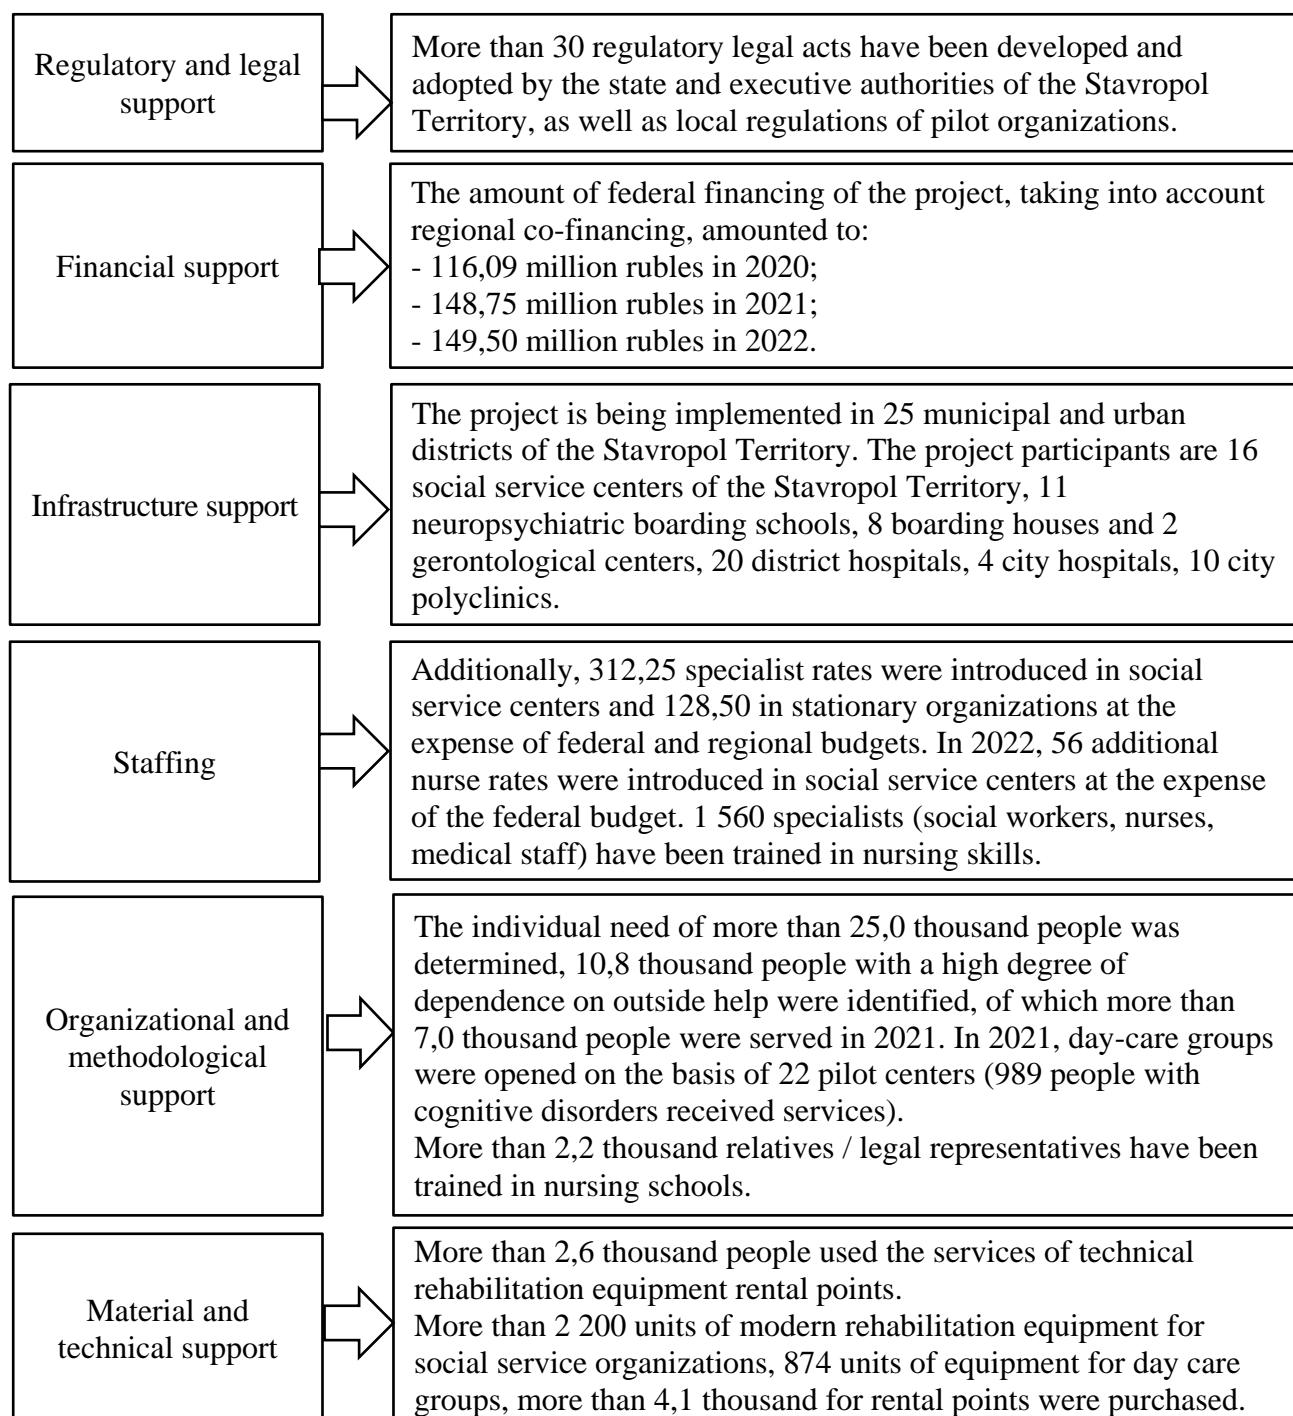 Regulatory and legal
support
More than 30 regulatory legal acts have been developed and
adopted by the state and executive authorities of the Stavropol
Territory, as well as local regulations of pilot organizations.
Financial support
The amount of federal financing of the project, taking into account
regional co-financing, amounted to:
- 116,09 million rubles in 2020;
- 148,75 million rubles in 2021;
- 149,50 million rubles in 2022.
Infrastructure support
The project is being implemented in 25 municipal and urban
districts of the Stavropol Territory. The project participants are 16
social service centers of the Stavropol Territory, 11
neuropsychiatric boarding schools, 8 boarding houses and 2
gerontological centers, 20 district hospitals, 4 city hospitals, 10 city
polyclinics.
Staffing
Additionally, 312,25 specialist rates were introduced in social
service centers and 128,50 in stationary organizations at the
expense of federal and regional budgets. In 2022, 56 additional
nurse rates were introduced in social service centers at the expense
of the federal budget. 1 560 specialists (social workers, nurses,
medical staff) have been trained in nursing skills.
Organizational and
methodological
support
The individual need of more than 25,0 thousand people was
determined, 10,8 thousand people with a high degree of
dependence on outside help were identified, of which more than
7,0 thousand people were served in 2021. In 2021, day-care groups
were opened on the basis of 22 pilot centers (989 people with
cognitive disorders received services).
More than 2,2 thousand relatives / legal representatives have been
trained in nursing schools.
Material and
technical support
More than 2,6 thousand people used the services of technical
rehabilitation equipment rental points.
More than 2 200 units of modern rehabilitation equipment for
social service organizations, 874 units of equipment for day care
groups, more than 4,1 thousand for rental points were purchased.